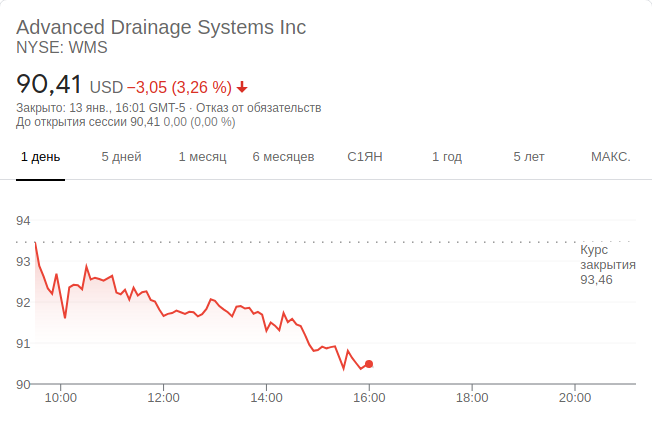 Advanced Drainage Systems Inc
NYSE: WMS
90,41 USD −3,05 (3,26 %)
Закрыто: 13 янв., 16:01 GMT-5 · Отказ от обязательств
До открытия сессии 90,41 0,00 (0,00 %)
1 день 5 дней 1 месяц 6 месяцев С1ЯН 1 год 5 лет МАКС.
94
Курс
закрытия
93,46
93
92
91
90
10:00 12:00 14:00 16:00 18:00 20:00